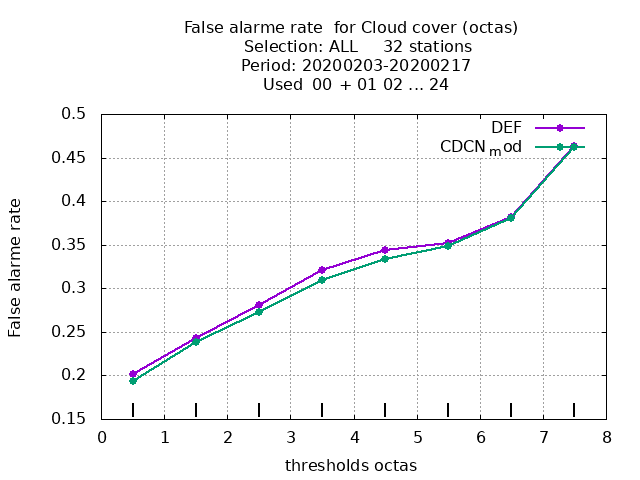 False alarme rate  for Cloud cover (octas)
Selection: ALL     32 stations
Period: 20200203-20200217
Used  00 + 01 02 ... 24
DEF
CDCNmod
0.5
0.45
0.4
0.35
0.3
0.25
0.2
0.15
False alarme rate
0 1 2 3 4 5 6 7 8
thresholds octas